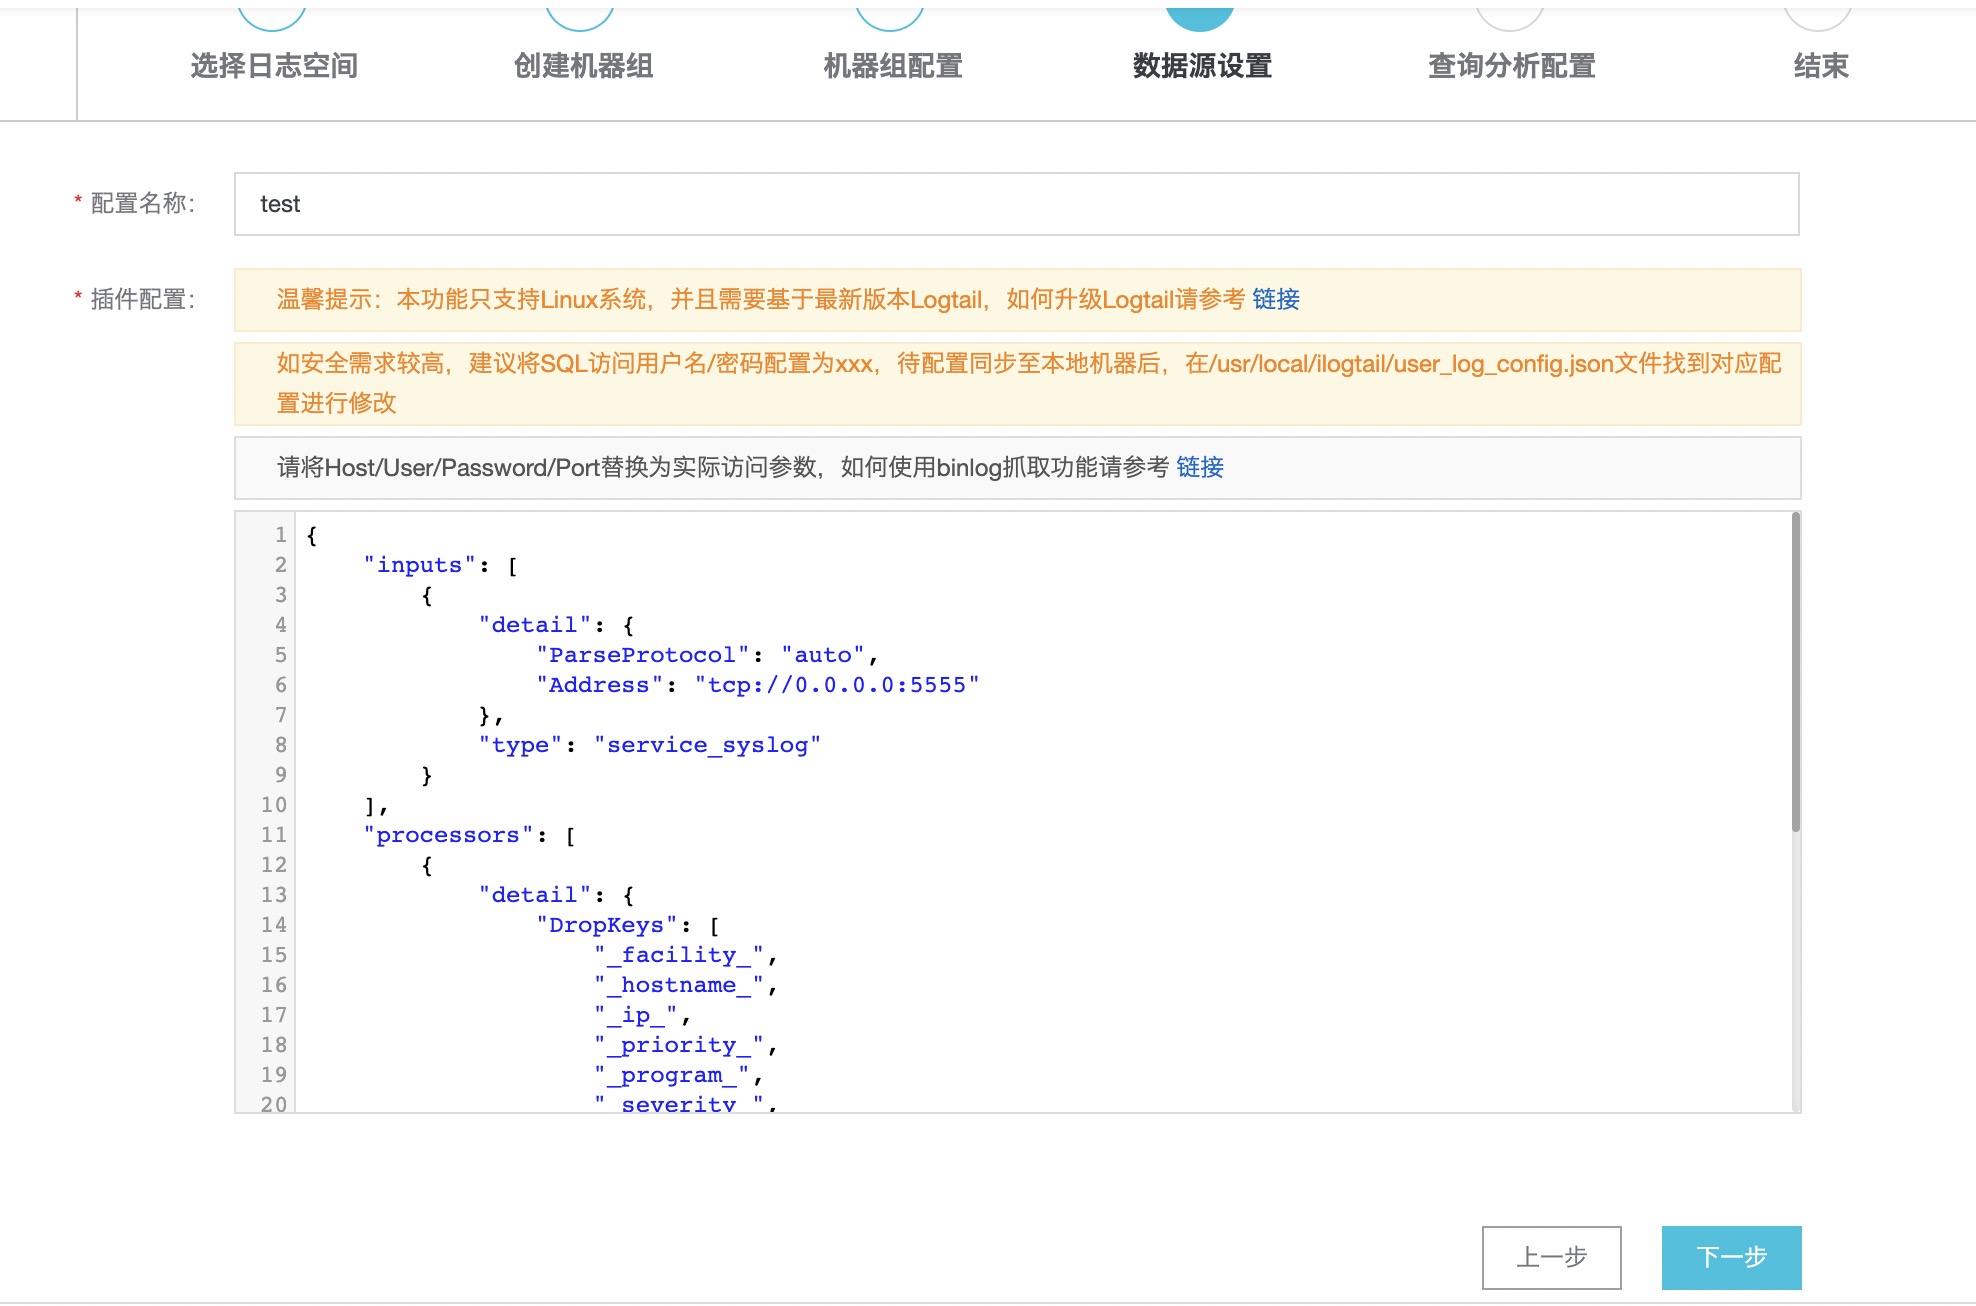 选择日志空间 创建机器组 机器组配置 数据源设置 查询分析配置 结束
* 配置名称： test
* 插件配置： 温馨提示：本功能只支持Linux系统，并且需要基于最新版本Logtail，如何升级Logtail请参考 链接
如安全需求较高，建议将SQL访问用户名/密码配置为xxx，待配置同步至本地机器后，在/usr/local/ilogtail/user_log_config.json文件找到对应配
置进行修改
请将Host/User/Password/Port替换为实际访问参数，如何使用binlog抓取功能请参考 链接
1 {
2     "inputs": [
3         {
4             "detail": {
5                 "ParseProtocol": "auto",
6                 "Address": "tcp://0.0.0.0:5555"
7             },
8             "type": "service_syslog"
9         }
10     ],
11     "processors": [
12         {
13             "detail": {
14                 "DropKeys": [
15                     "_facility_",
16                     "_hostname_",
17                     "_ip_",
18                     "_priority_",
19                     "_program_",
20                     "_severity_",
上一步 下一步